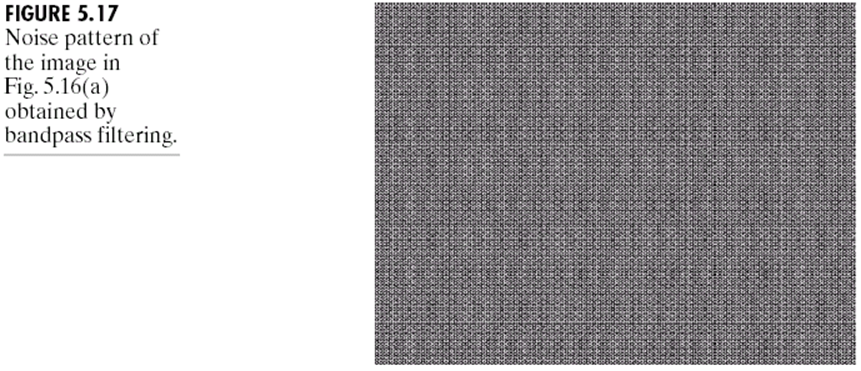 FIGURE 5.17
Noise pattern of
the image in
Fig. 5.16(a)
obtained by
bandpass filtering.